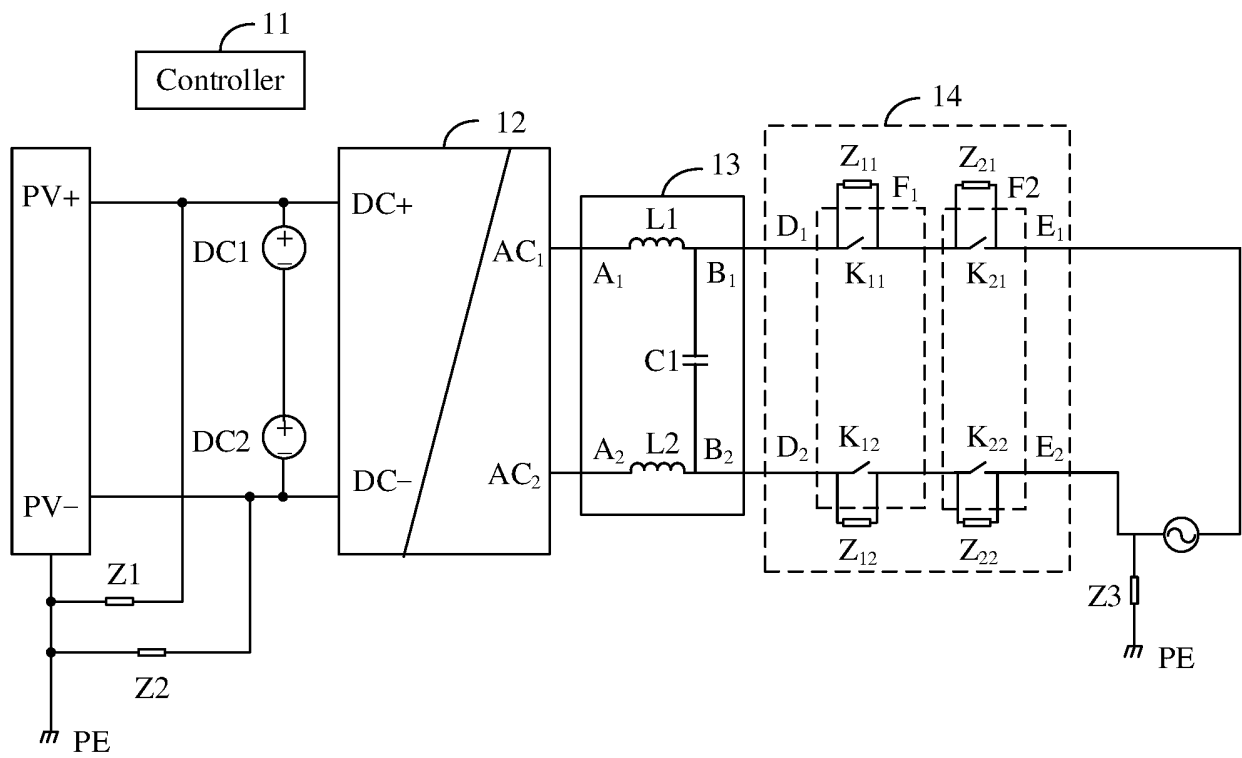 11
Controller
12
14
13
PV+
DC+
DC1
+
−
AC₁
L1
A₁
B₁
Z₁₁
F₁
Z₂₁
F2
D₁
E₁
K₁₁
K₂₁
C1
DC2
+
−
PV−
DC−
AC₂
L2
A₂
B₂
D₂
K₁₂
K₂₂
E₂
Z₁₂
Z₂₂
Z1
Z2
PE
Z3
PE